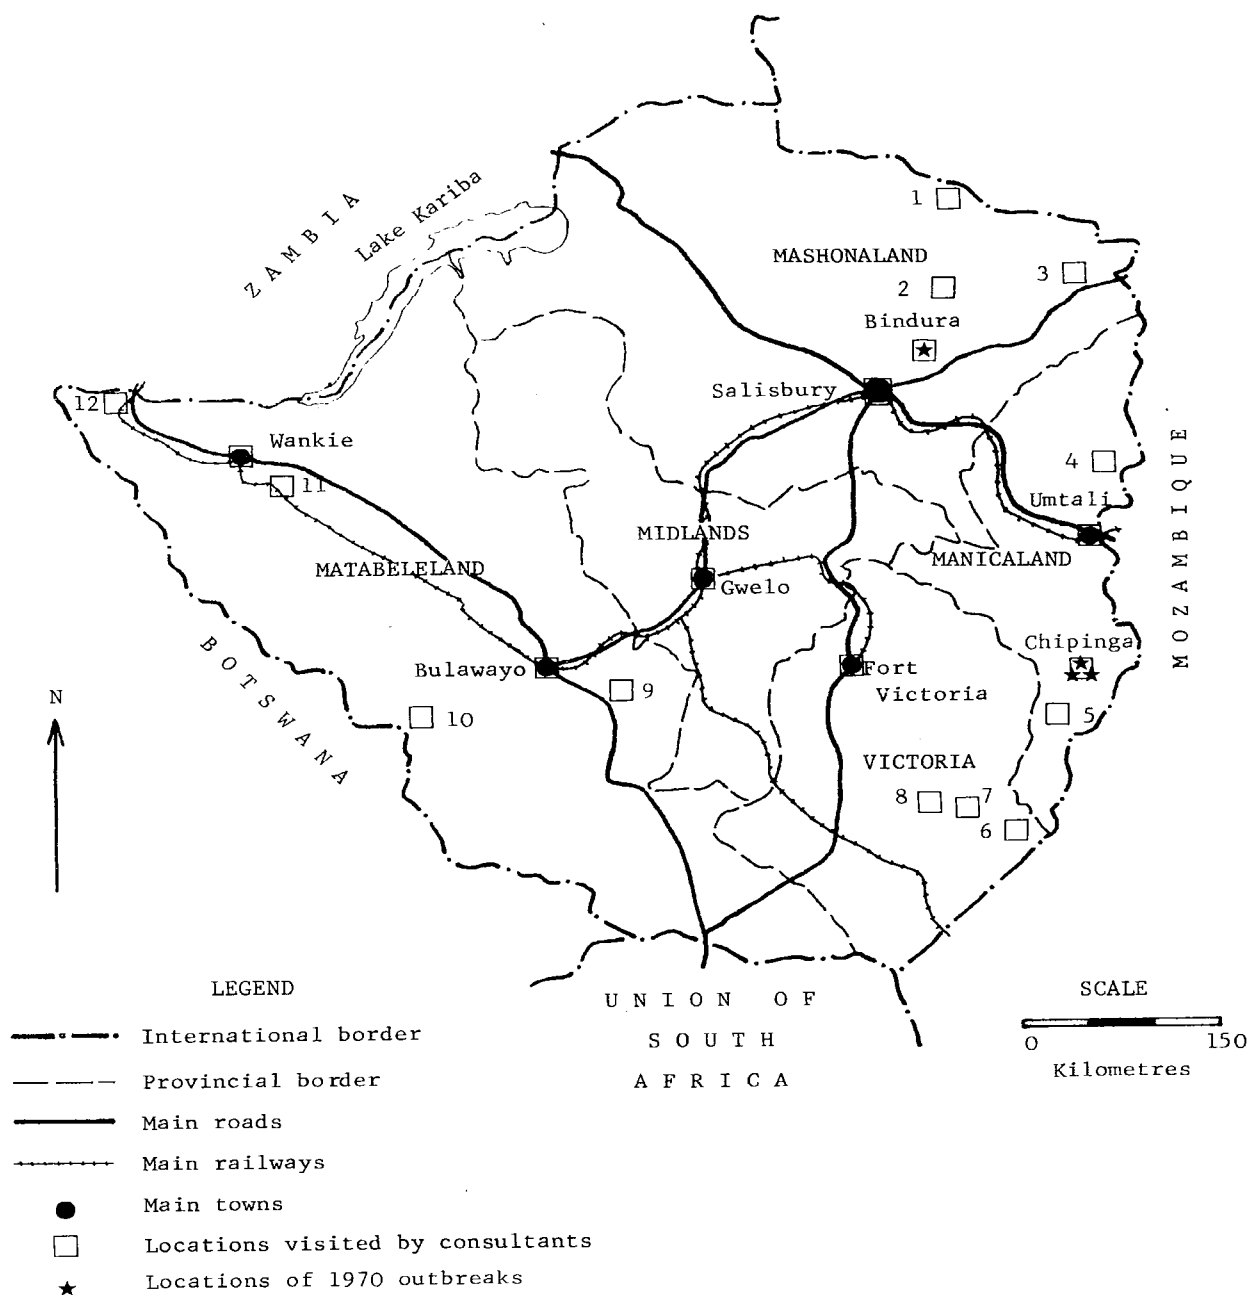 1
ZAMBIA
Lake Kariba
MASHONALAND
3
2
Bindura
Salisbury
12
Wankie
4
11
Umtali
MOZAMBIQUE
MIDLANDS
MANICALAND
MATABELELAND
Gwelo
BOTSWANA
Chipinga
Bulawayo
Fort
Victoria
9
N
10
5
VICTORIA
8
7
6
LEGEND
UNION OF
SOUTH
AFRICA
SCALE
0 150
Kilometres
International border
Provincial border
Main roads
Main railways
Main towns
Locations visited by consultants
Locations of 1970 outbreaks